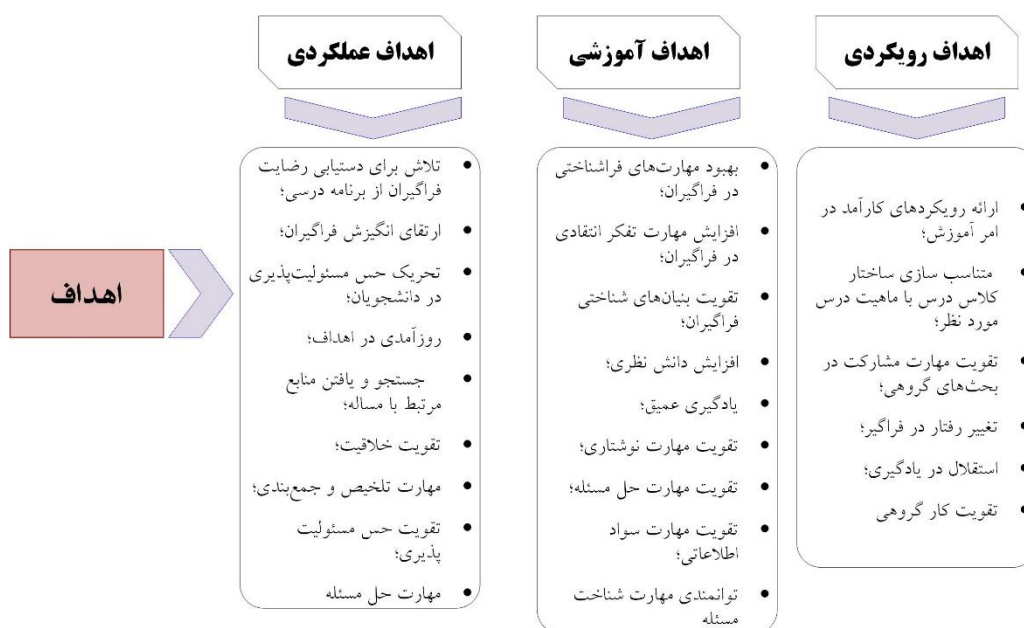 اهداف رویکردی
ارائه رویکردهای کارآمد در
امر آموزش؛
متناسب سازی ساختار
کلاس درس با ماهیت درس
مورد نظر؛
تقویت مهارت مشارکت در
بحث‌های گروهی؛
تغییر رفتار در فراگیر؛
استقلال در یادگیری؛
تقویت کار گروهی
اهداف آموزشی
بهبود مهارت‌های فراشناختی
در فراگیران؛
افزایش مهارت تفکر انتقادی
در فراگیران؛
تقویت بنیان‌های شناختی
فراگیران؛
افزایش دانش نظری؛
یادگیری عمیق؛
تقویت مهارت نوشتاری؛
تقویت مهارت حل مسئله؛
تقویت مهارت سواد
اطلاعاتی؛
توانمندی مهارت شناخت
مسئله
اهداف عملکردی
تلاش برای دستیابی رضایت
فراگیران از برنامه درسی؛
ارتقای انگیزش فراگیران؛
تحریک حس مسئولیت‌پذیری
در دانشجویان؛
روزآمدی در اهداف؛
جستجو و یافتن منابع
مرتبط با مساله؛
تقویت خلاقیت؛
مهارت تلخیص و جمع‌بندی؛
تقویت حس مسئولیت
پذیری؛
مهارت حل مسئله
اهداف